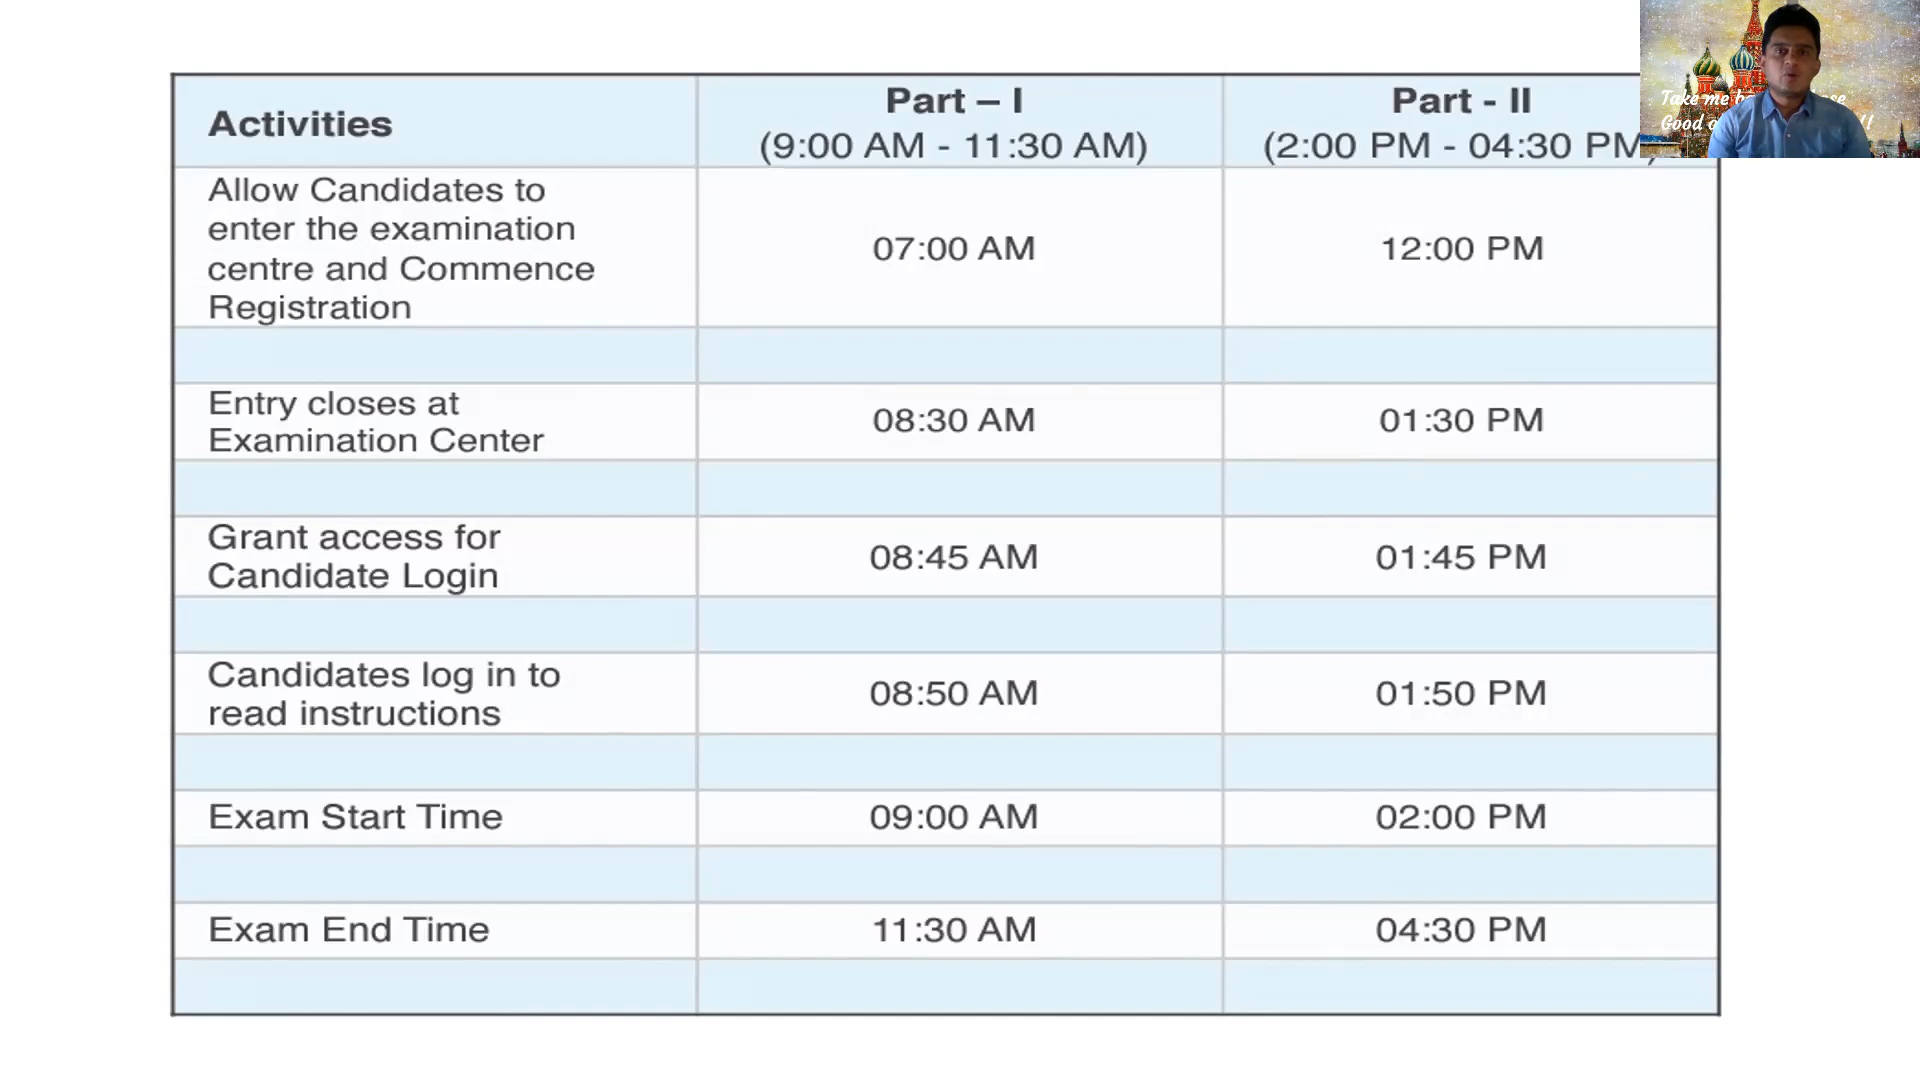 Activities
Part – I
(9:00 AM - 11:30 AM)
Part - II
(2:00 PM - 04:30 PM)
Allow Candidates to
enter the examination
centre and Commence
Registration
07:00 AM
12:00 PM
Entry closes at
Examination Center
08:30 AM
01:30 PM
Grant access for
Candidate Login
08:45 AM
01:45 PM
Candidates log in to
read instructions
08:50 AM
01:50 PM
Exam Start Time
09:00 AM
02:00 PM
Exam End Time
11:30 AM
04:30 PM
Take me
Good